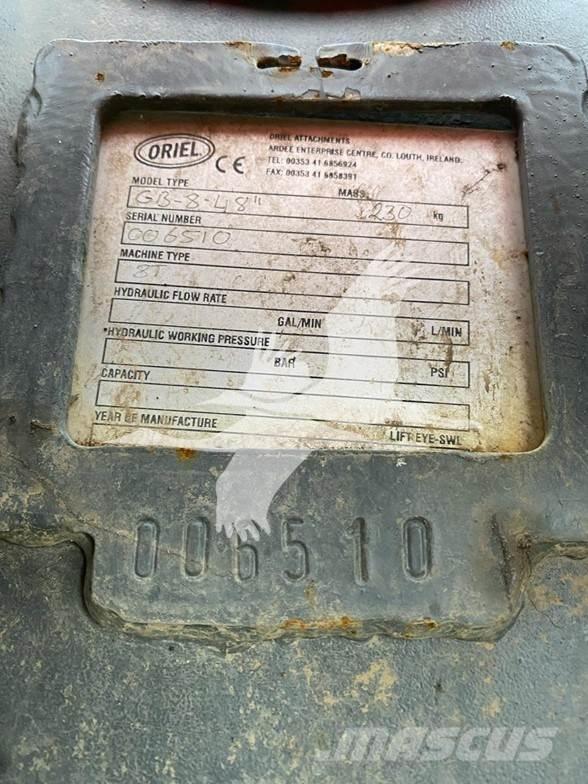 ORIEL
CE
ORIEL ATTACHMENTS
ARDEE ENTERPRISE CENTRE, CO. LOUTH, IRELAND.
TEL: 00353 41 6856924
FAX: 00353 41 6858391
MODEL TYPE MASS
GB-8-48" 230 kg
SERIAL NUMBER
006510
MACHINE TYPE
8T
HYDRAULIC FLOW RATE
GAL/MIN L/MIN
HYDRAULIC WORKING PRESSURE
BAR PSI
CAPACITY
YEAR OF MANUFACTURE LIFT EYE-SWL
006510
MASCUS